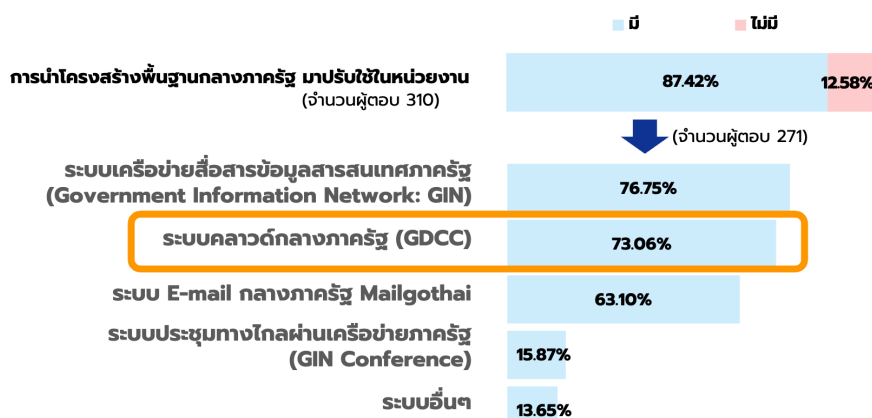 มี ไม่มี
การนำโครงสร้างพื้นฐานกลางภาครัฐ มาปรับใช้ในหน่วยงาน
(จำนวนผู้ตอบ 310)
87.42% 12.58%
(จำนวนผู้ตอบ 271)
ระบบเครือข่ายสื่อสารข้อมูลสารสนเทศภาครัฐ
(Government Information Network: GIN)
76.75%
ระบบคลาวด์กลางภาครัฐ (GDCC)
73.06%
ระบบ E-mail กลางภาครัฐ Mailgothai
63.10%
ระบบประชุมทางไกลผ่านเครือข่ายภาครัฐ
(GIN Conference)
15.87%
ระบบอื่นๆ
13.65%